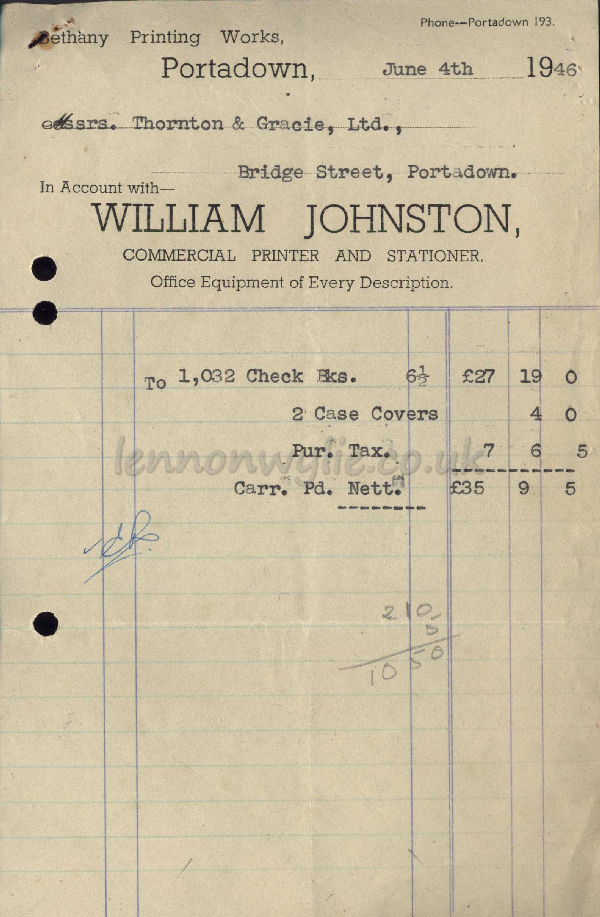 Phone--Portadown 193.
Bethany Printing Works,
Portadown, June 4th 1946
Messrs. Thornton & Gracie, Ltd.,
Bridge Street, Portadown.
In Account with—
WILLIAM JOHNSTON,
COMMERCIAL PRINTER AND STATIONER.
Office Equipment of Every Description.
To 1,032 Check Bks. 6½ £27 19 0
2 Case Covers 4 0
Pur. Tax. 7 6 5
lennonwylie.co.uk
Carr. Pd. Nett. £35 9 5
210
5
1050